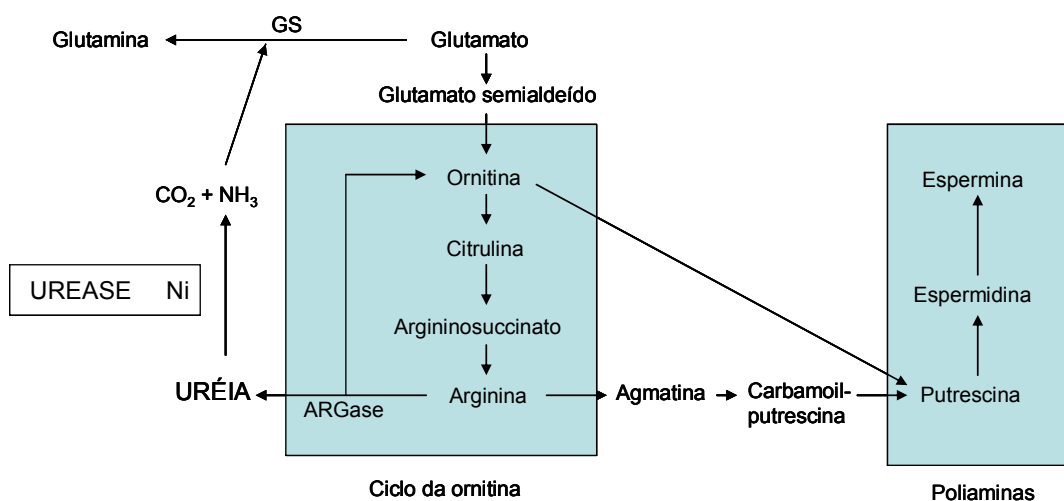 GS
Glutamina
Glutamato
Glutamato semialdeído
Ornitina
Espermina
CO₂ + NH₃
Citrulina
UREASE Ni
Espermidina
Argininosuccinato
URÉIA
ARGase
Arginina
Agmatina
Carbamoil-
putrescina
Putrescina
Ciclo da ornitina
Poliaminas